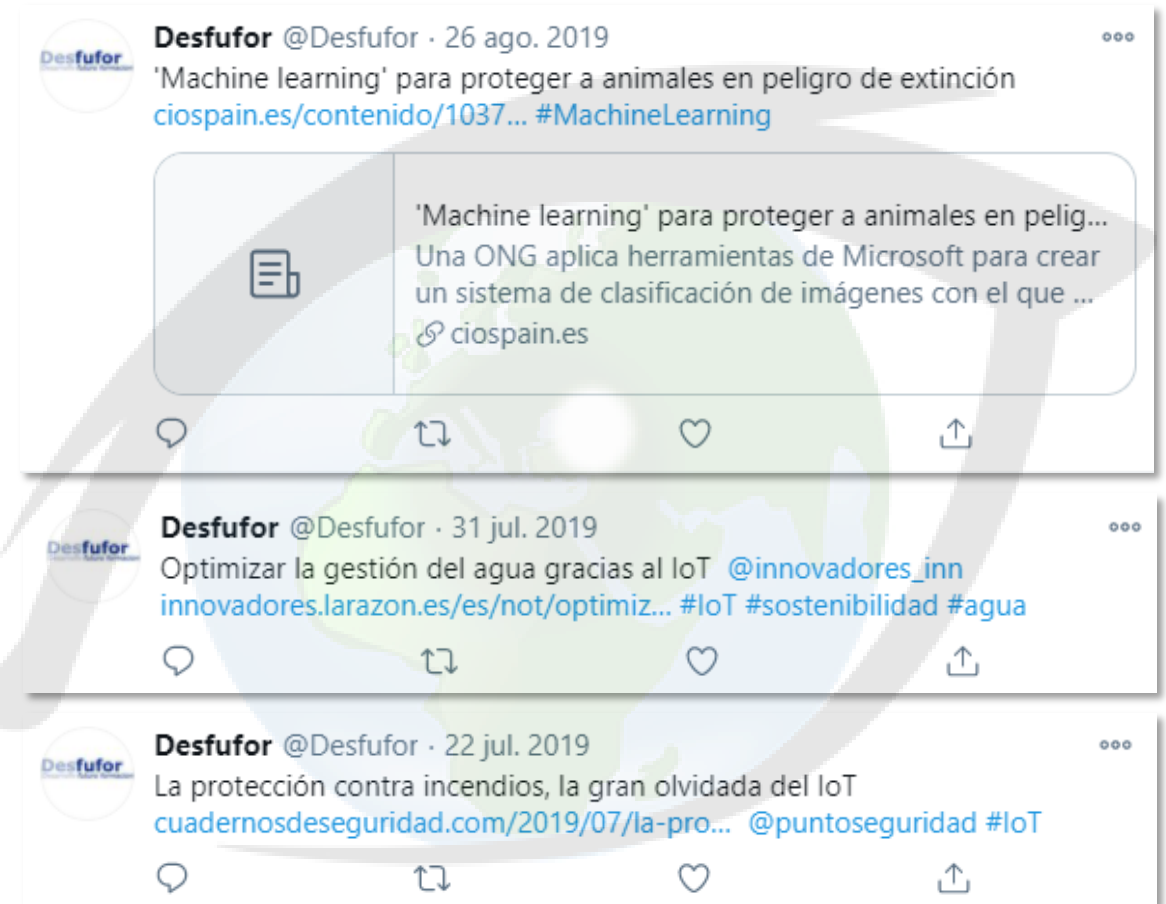 Desfufor
Desfufor @Desfufor · 26 ago. 2019
'Machine learning' para proteger a animales en peligro de extinción
ciospain.es/contenido/1037... #MachineLearning
'Machine learning' para proteger a animales en pelig...
Una ONG aplica herramientas de Microsoft para crear
un sistema de clasificación de imágenes con el que ...
ciospain.es
Desfufor
Desfufor @Desfufor · 31 jul. 2019
Optimizar la gestión del agua gracias al IoT @innovadores_inn
innovadores.larazon.es/es/not/optimiz... #IoT #sostenibilidad #agua
Desfufor
Desfufor @Desfufor · 22 jul. 2019
La protección contra incendios, la gran olvidada del IoT
cuadernosdeseguridad.com/2019/07/la-pro... @puntoseguridad #IoT